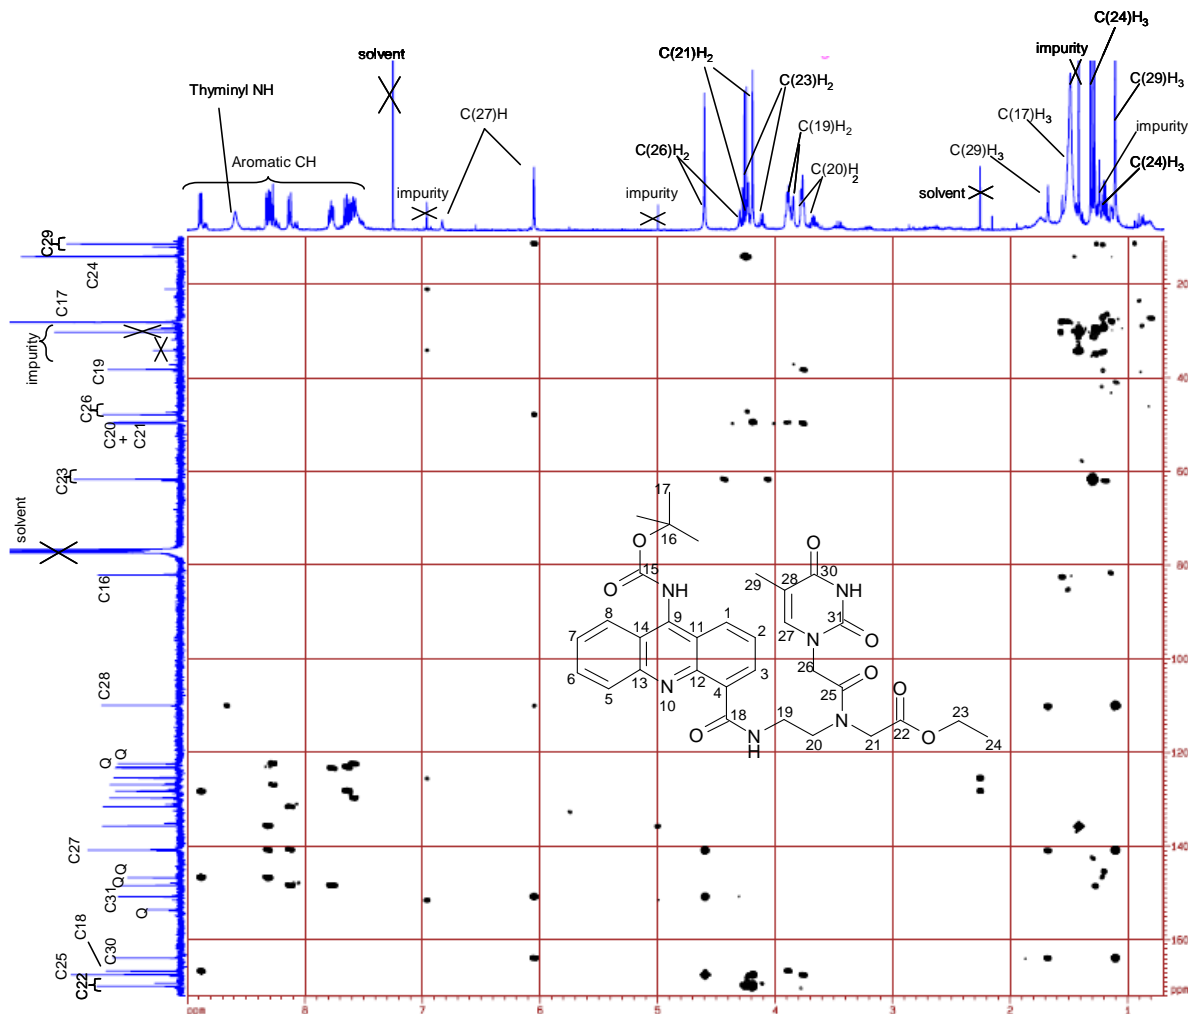 C(24)H3
solvent
C(21)H2
impurity
Thyminyl NH
C(23)H2
C(29)H3
C(27)H
C(17)H3
C(19)H2
impurity
Aromatic CH
C(26)H2
C(29)H3
C(24)H3
C(20)H2
impurity
impurity
solvent
C29
C24
C17
impurity
C19
C26
C20
+
C21
C23
solvent
C16
C28
Q
Q
C27
Q
Q
C31
Q
C18
C30
C25
C22
20
40
60
80
100
120
140
160
ppm
ppm
8
7
6
5
4
3
2
1
17
O
16
15
O
NH
O
30
29
28
NH
8
9
1
27
31
7
14
11
2
N
O
6
13
N
12
3
26
O
5
10
4
25
O
18
19
N
22
23
O
N
H
20
21
O
24